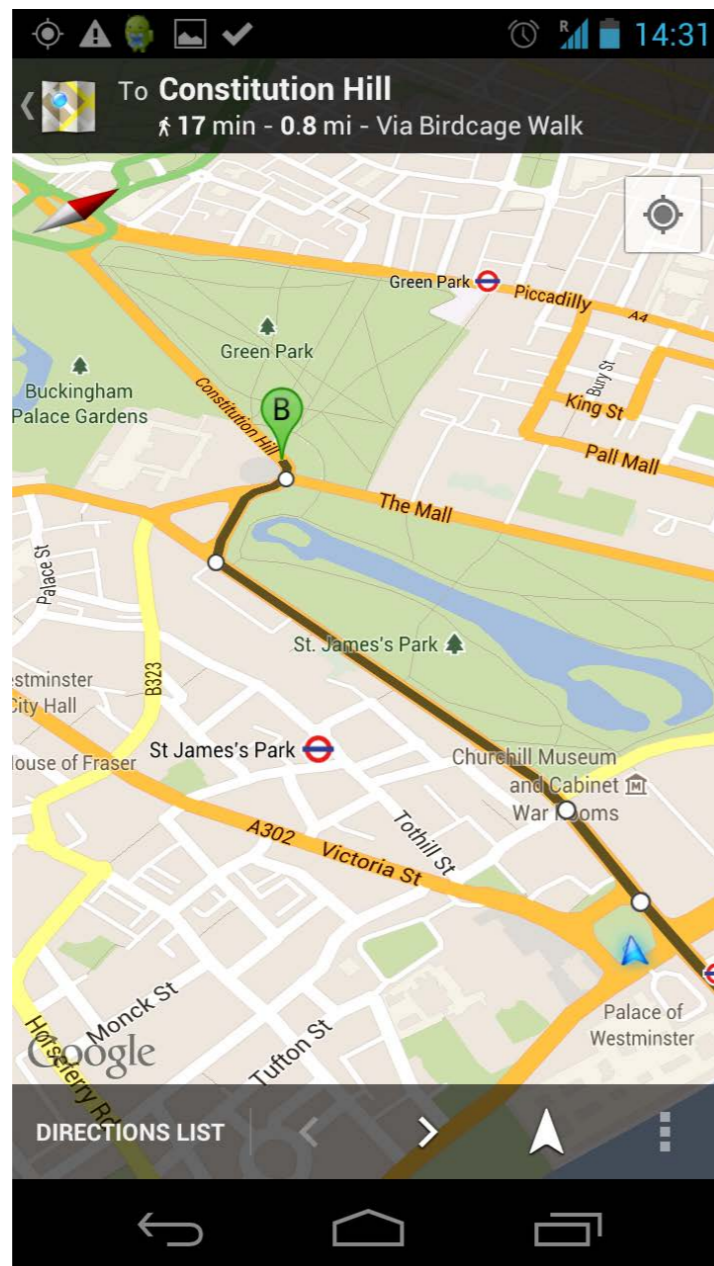 R
14:31
To Constitution Hill
17 min - 0.8 mi - Via Birdcage Walk
Green Park
Piccadilly
A4
Green Park
Bury St
Buckingham
Palace Gardens
Constitution Hill
B
King St
Pall Mall
The Mall
Palace St
St. James's Park
B323
estminster
City Hall
House of Fraser
St James's Park
Churchill Museum
and Cabinet
War Rooms
M
Tothill St
A302
Victoria St
Monck St
Horseferry Rd
Tufton St
Palace of
Westminster
Google
DIRECTIONS LIST